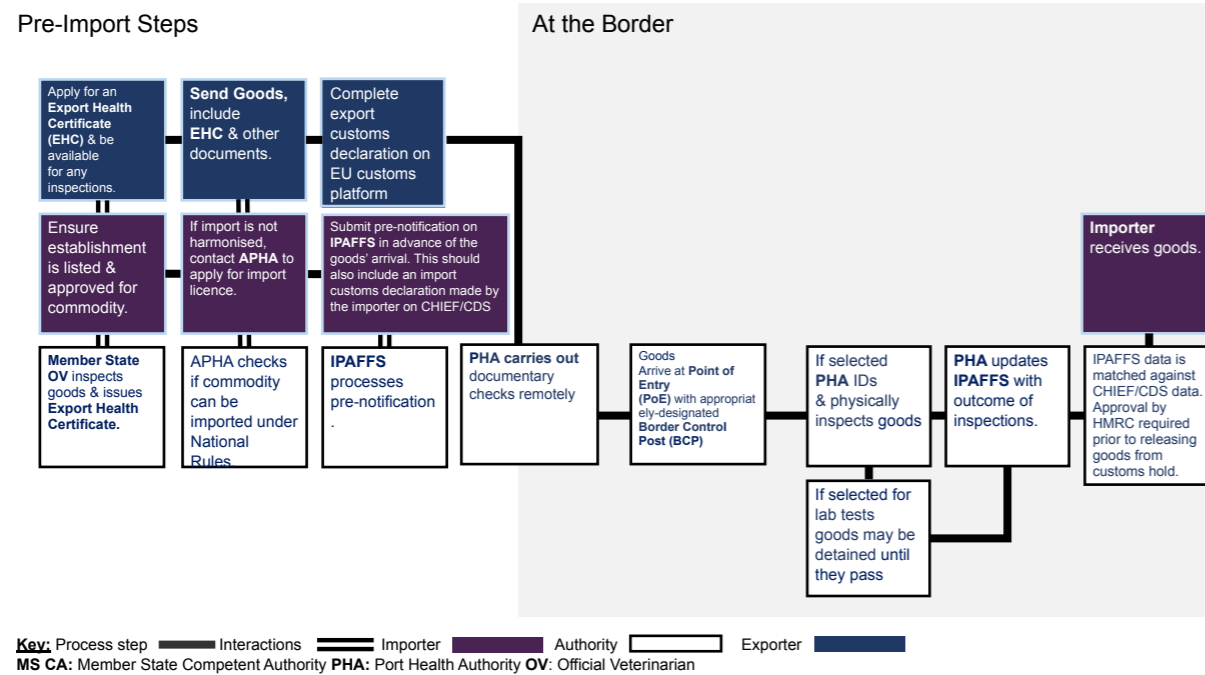 Pre-Import Steps
At the Border
Apply for an
Export Health
Certificate
(EHC) & be
available
for any
inspections.
Send Goods,
include
EHC & other
documents.
Complete
export
customs
declaration on
EU customs
platform
Ensure
establishment
is listed &
approved for
commodity.
If import is not
harmonised,
contact APHA to
apply for import
licence.
Submit pre-notification on
IPAFFS in advance of the
goods' arrival. This should
also include an import
customs declaration made by
the importer on CHIEF/CDS
Importer
receives goods.
Member State
OV inspects
goods & issues
Export Health
Certificate.
APHA checks
if commodity
can be
imported under
National
Rules
IPAFFS
processes
pre-notification
.
PHA carries out
documentary
checks remotely
Goods
Arrive at Point of
Entry
(PoE) with appropriat
ely-designated
Border Control
Post (BCP)
If selected
PHA IDs
& physically
inspects goods
PHA updates
IPAFFS with
outcome of
inspections.
IPAFFS data is
matched against
CHIEF/CDS data.
Approval by
HMRC required
prior to releasing
goods from
customs hold.
If selected for
lab tests
goods may be
detained until
they pass
Key: Process step Interactions Importer Authority Exporter
MS CA: Member State Competent Authority PHA: Port Health Authority OV: Official Veterinarian